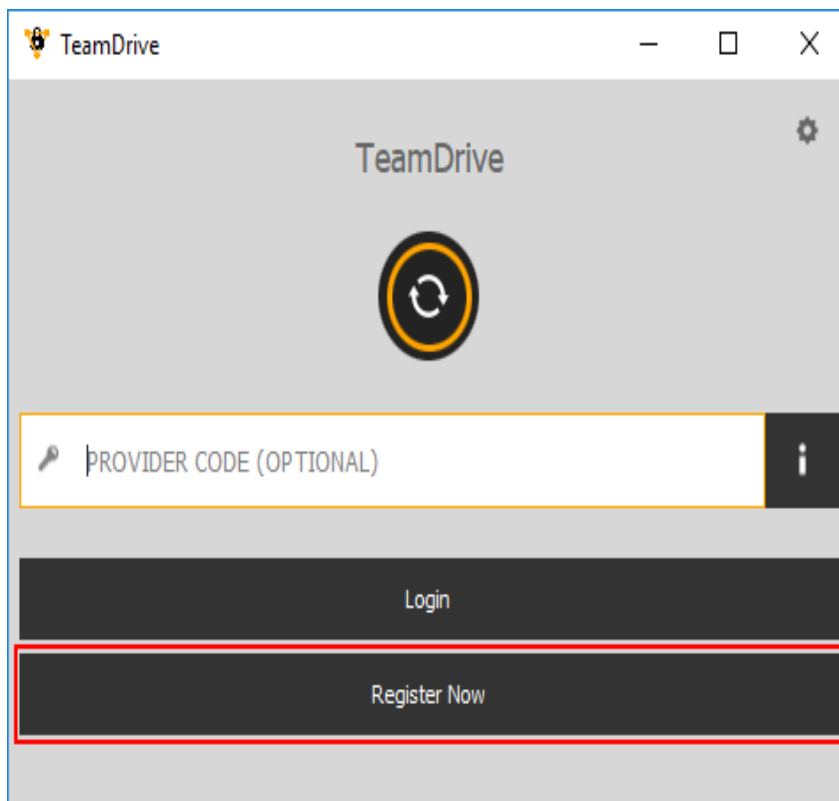 TeamDrive
TeamDrive
PROVIDER CODE (OPTIONAL)
Login
Register Now